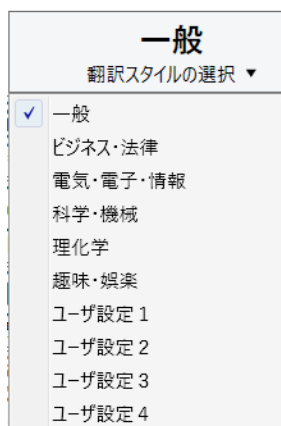 一般
翻訳スタイルの選択 ▼
✓ 一般
ビジネス・法律
電気・電子・情報
科学・機械
理化学
趣味・娯楽
ユーザ設定 1
ユーザ設定 2
ユーザ設定 3
ユーザ設定 4